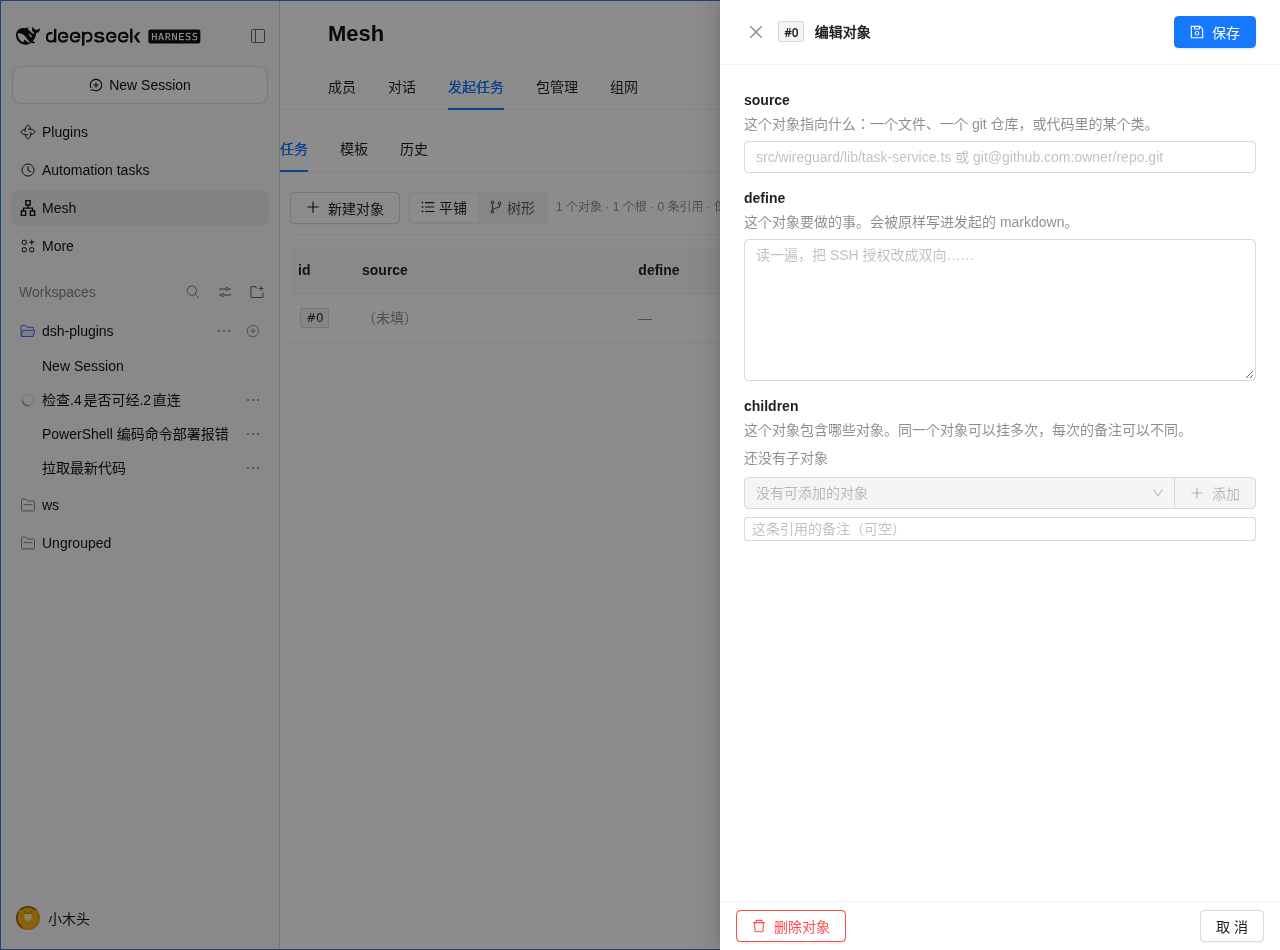 deepseek HARNESS
New Session
Plugins
Automation tasks
Mesh
More
Workspaces
dsh-plugins
New Session
检查.4是否可经.2直连
PowerShell 编码命令部署报错
拉取最新代码
ws
Ungrouped
小木头
Mesh
成员 对话 发起任务 包管理 组网
任务 模板 历史
新建对象 平铺 树形 1 个对象 · 1 个根 · 0 条引用 ·
id source define
#0 （未填） —
#0 编辑对象 保存
source
这个对象指向什么：一个文件、一个 git 仓库，或代码里的某个类。
src/wireguard/lib/task-service.ts 或 git@github.com:owner/repo.git
define
这个对象要做的事。会被原样写进发起的 markdown。
读一遍，把 SSH 授权改成双向……
children
这个对象包含哪些对象。同一个对象可以挂多次，每次的备注可以不同。
还没有子对象
没有可添加的对象 添加
这条引用的备注（可空）
删除对象 取 消